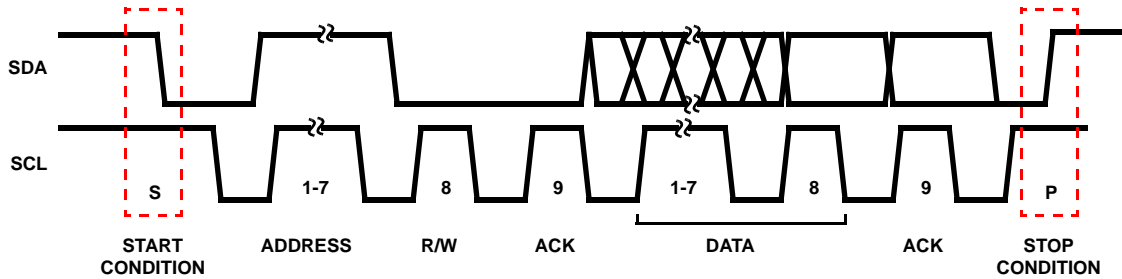 SDA
SCL
S
1-7
8
9
1-7
8
9
P
START
CONDITION
ADDRESS
R/W
ACK
DATA
ACK
STOP
CONDITION